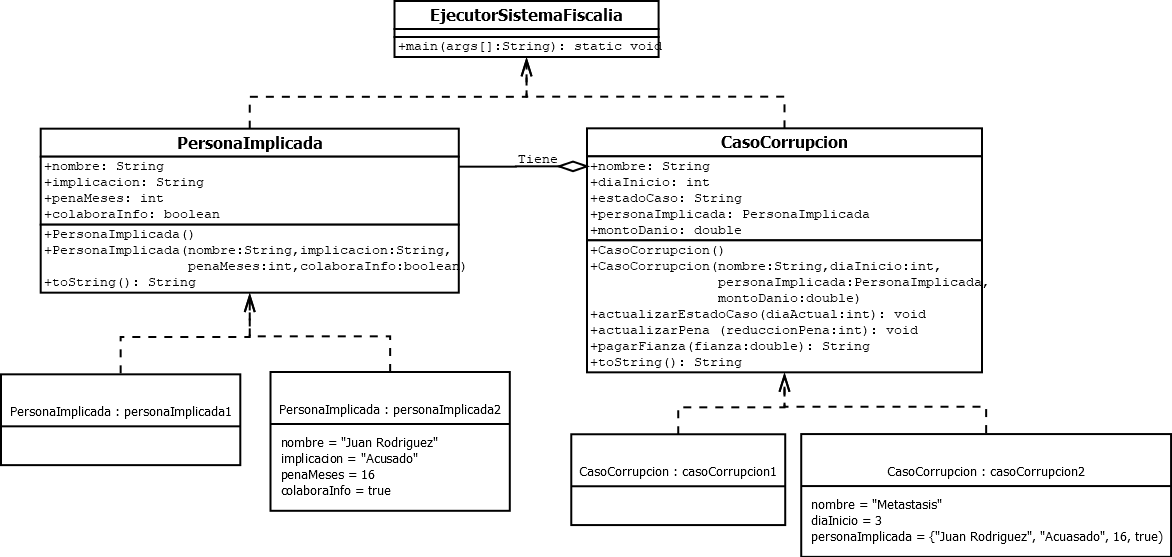 EjecutorSistemaFiscalia
+main(args[]:String): static void
PersonaImplicada
+nombre: String
+implicacion: String
+penaMeses: int
+colaboraInfo: boolean
+PersonaImplicada()
+PersonaImplicada(nombre:String,implicacion:String,
penaMeses:int,colaboraInfo:boolean)
+toString(): String
Tiene
CasoCorrupcion
+nombre: String
+diaInicio: int
+estadoCaso: String
+personaImplicada: PersonaImplicada
+montoDanio: double
+CasoCorrupcion()
+CasoCorrupcion(nombre:String,diaInicio:int,
personaImplicada:PersonaImplicada,
montoDanio:double)
+actualizarEstadoCaso(diaActual:int): void
+actualizarPena (reduccionPena:int): void
+pagarFianza(fianza:double): String
+toString(): String
PersonaImplicada : personaImplicada1
PersonaImplicada : personaImplicada2
nombre = "Juan Rodriguez"
implicacion = "Acusado"
penaMeses = 16
colaboraInfo = true
CasoCorrupcion : casoCorrupcion1
CasoCorrupcion : casoCorrupcion2
nombre = "Metastasis"
diaInicio = 3
personaImplicada = {"Juan Rodriguez", "Acuasado", 16, true)